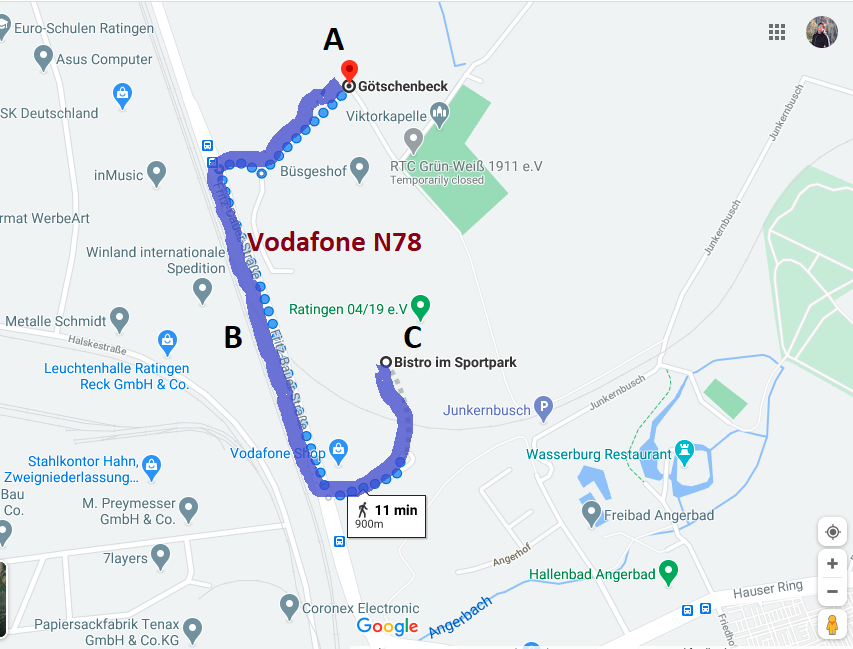 Euro-Schulen Ratingen
Asus Computer
SK Deutschland
inMusic
rmat WerbeArt
Winland internationale
Spedition
Metalle Schmidt
Halskestraße
Leuchtenhalle Ratingen
Reck GmbH & Co.
Stahlkontor Hahn,
Zweigniederlassung...
Bau
Co.
M. Preymesser
GmbH & Co.
7layers
Papiersackfabrik Tenax
GmbH & Co.KG
A
Götschenbeck
Viktorkapelle
Büsgeshof
RTC Grün-Weiß 1911 e.V
Temporarily closed
Vodafone N78
Fritz-Bauer-Straße
Ratingen 04/19 e.V
B
C
Fritz-Bauer-Straße
Bistro im Sportpark
Junkernbusch
Junkernbusch
Junkernbusch
Junkernbusch
P
Vodafone Shop
Wasserburg Restaurant
11 min
900m
Freibad Angerbad
Angerhof
Hallenbad Angerbad
Coronex Electronic
Google
Angerbach
Hauser Ring
Friedho
+
−